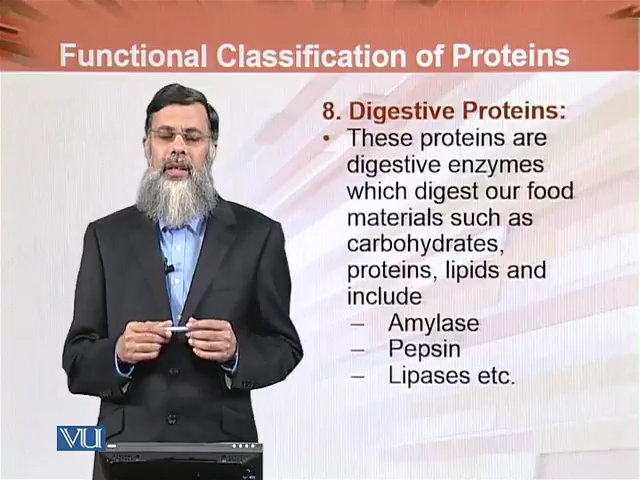 Functional Classification of Proteins
8. Digestive Proteins:
• These proteins are
digestive enzymes
which digest our food
materials such as
carbohydrates,
proteins, lipids and
include
– Amylase
– Pepsin
– Lipases etc.
VU